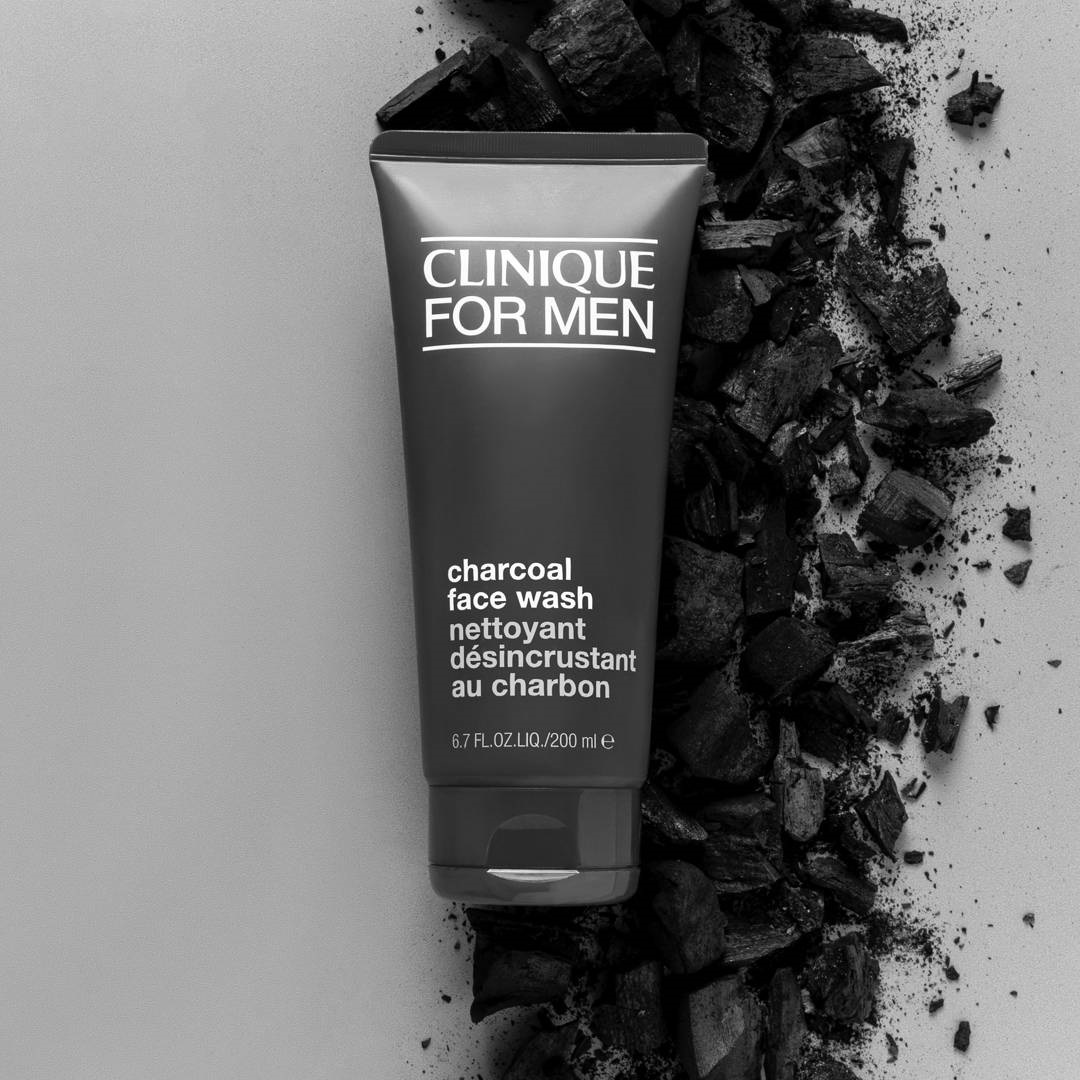 CLINIQUE
FOR MEN
charcoal
face wash
nettoyant
désincrustant
au charbon
6.7 FL.OZ.LIQ./200 ml ℮